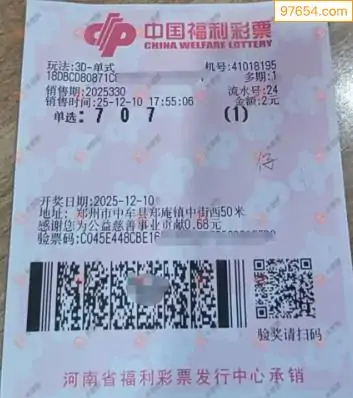 97654.com
中国福利彩票
CHINA WELFARE LOTTERY
玩法:3D-单式 机号:41018195
18DBCD80871C 多期:1
销售期:2025330 流水号:24
销售时间:25-12-10 17:55:06 金额:2元
单选: 7 0 7 (1)
开奖日期:2025-12-10
地址: 郑州市中牟县郑庵镇中街西50米
感谢您为公益慈善事业贡献0.68元
验票码:C045E448CBE16
验奖请扫码
河南省福利彩票发行中心承销